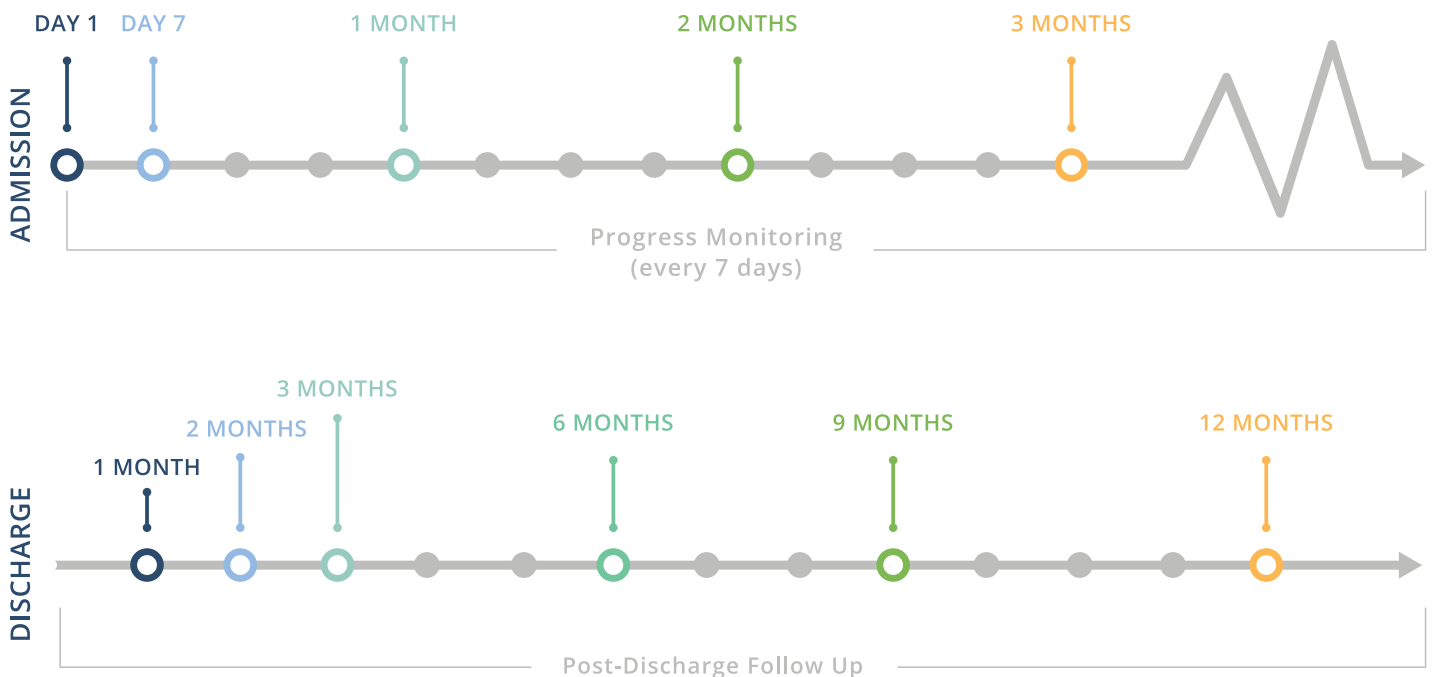 DAY 1
DAY 7
1 MONTH
2 MONTHS
3 MONTHS
ADMISSION
Progress Monitoring
(every 7 days)
3 MONTHS
2 MONTHS
1 MONTH
6 MONTHS
9 MONTHS
12 MONTHS
DISCHARGE
Post-Discharge Follow Up